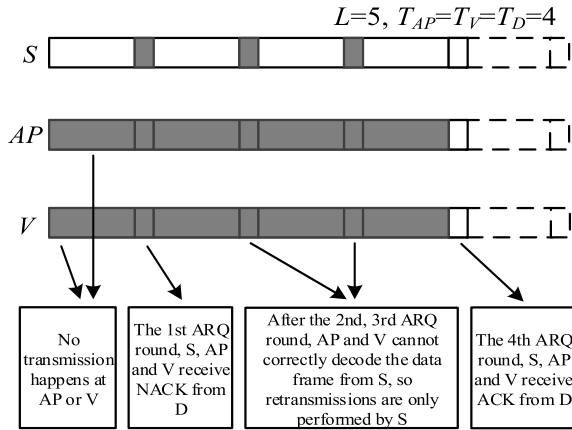 L=5, T_AP=T_V=T_D=4
S
AP
V
No
transmission
happens at
AP or V
The 1st ARQ
round, S, AP
and V receive
NACK from
D
After the 2nd, 3rd ARQ
round, AP and V cannot
correctly decode the data
frame from S, so
retransmissions are only
performed by S
The 4th ARQ
round, S, AP
and V receive
ACK from D